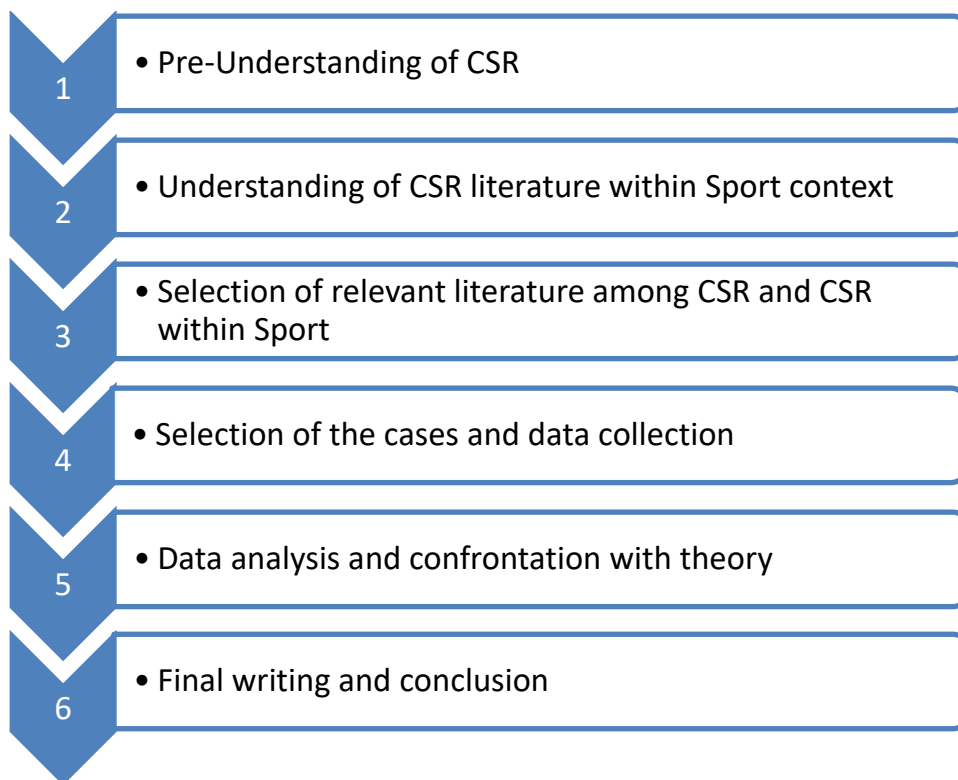 1
• Pre-Understanding of CSR
2
• Understanding of CSR literature within Sport context
3
• Selection of relevant literature among CSR and CSR
within Sport
4
• Selection of the cases and data collection
5
• Data analysis and confrontation with theory
6
• Final writing and conclusion